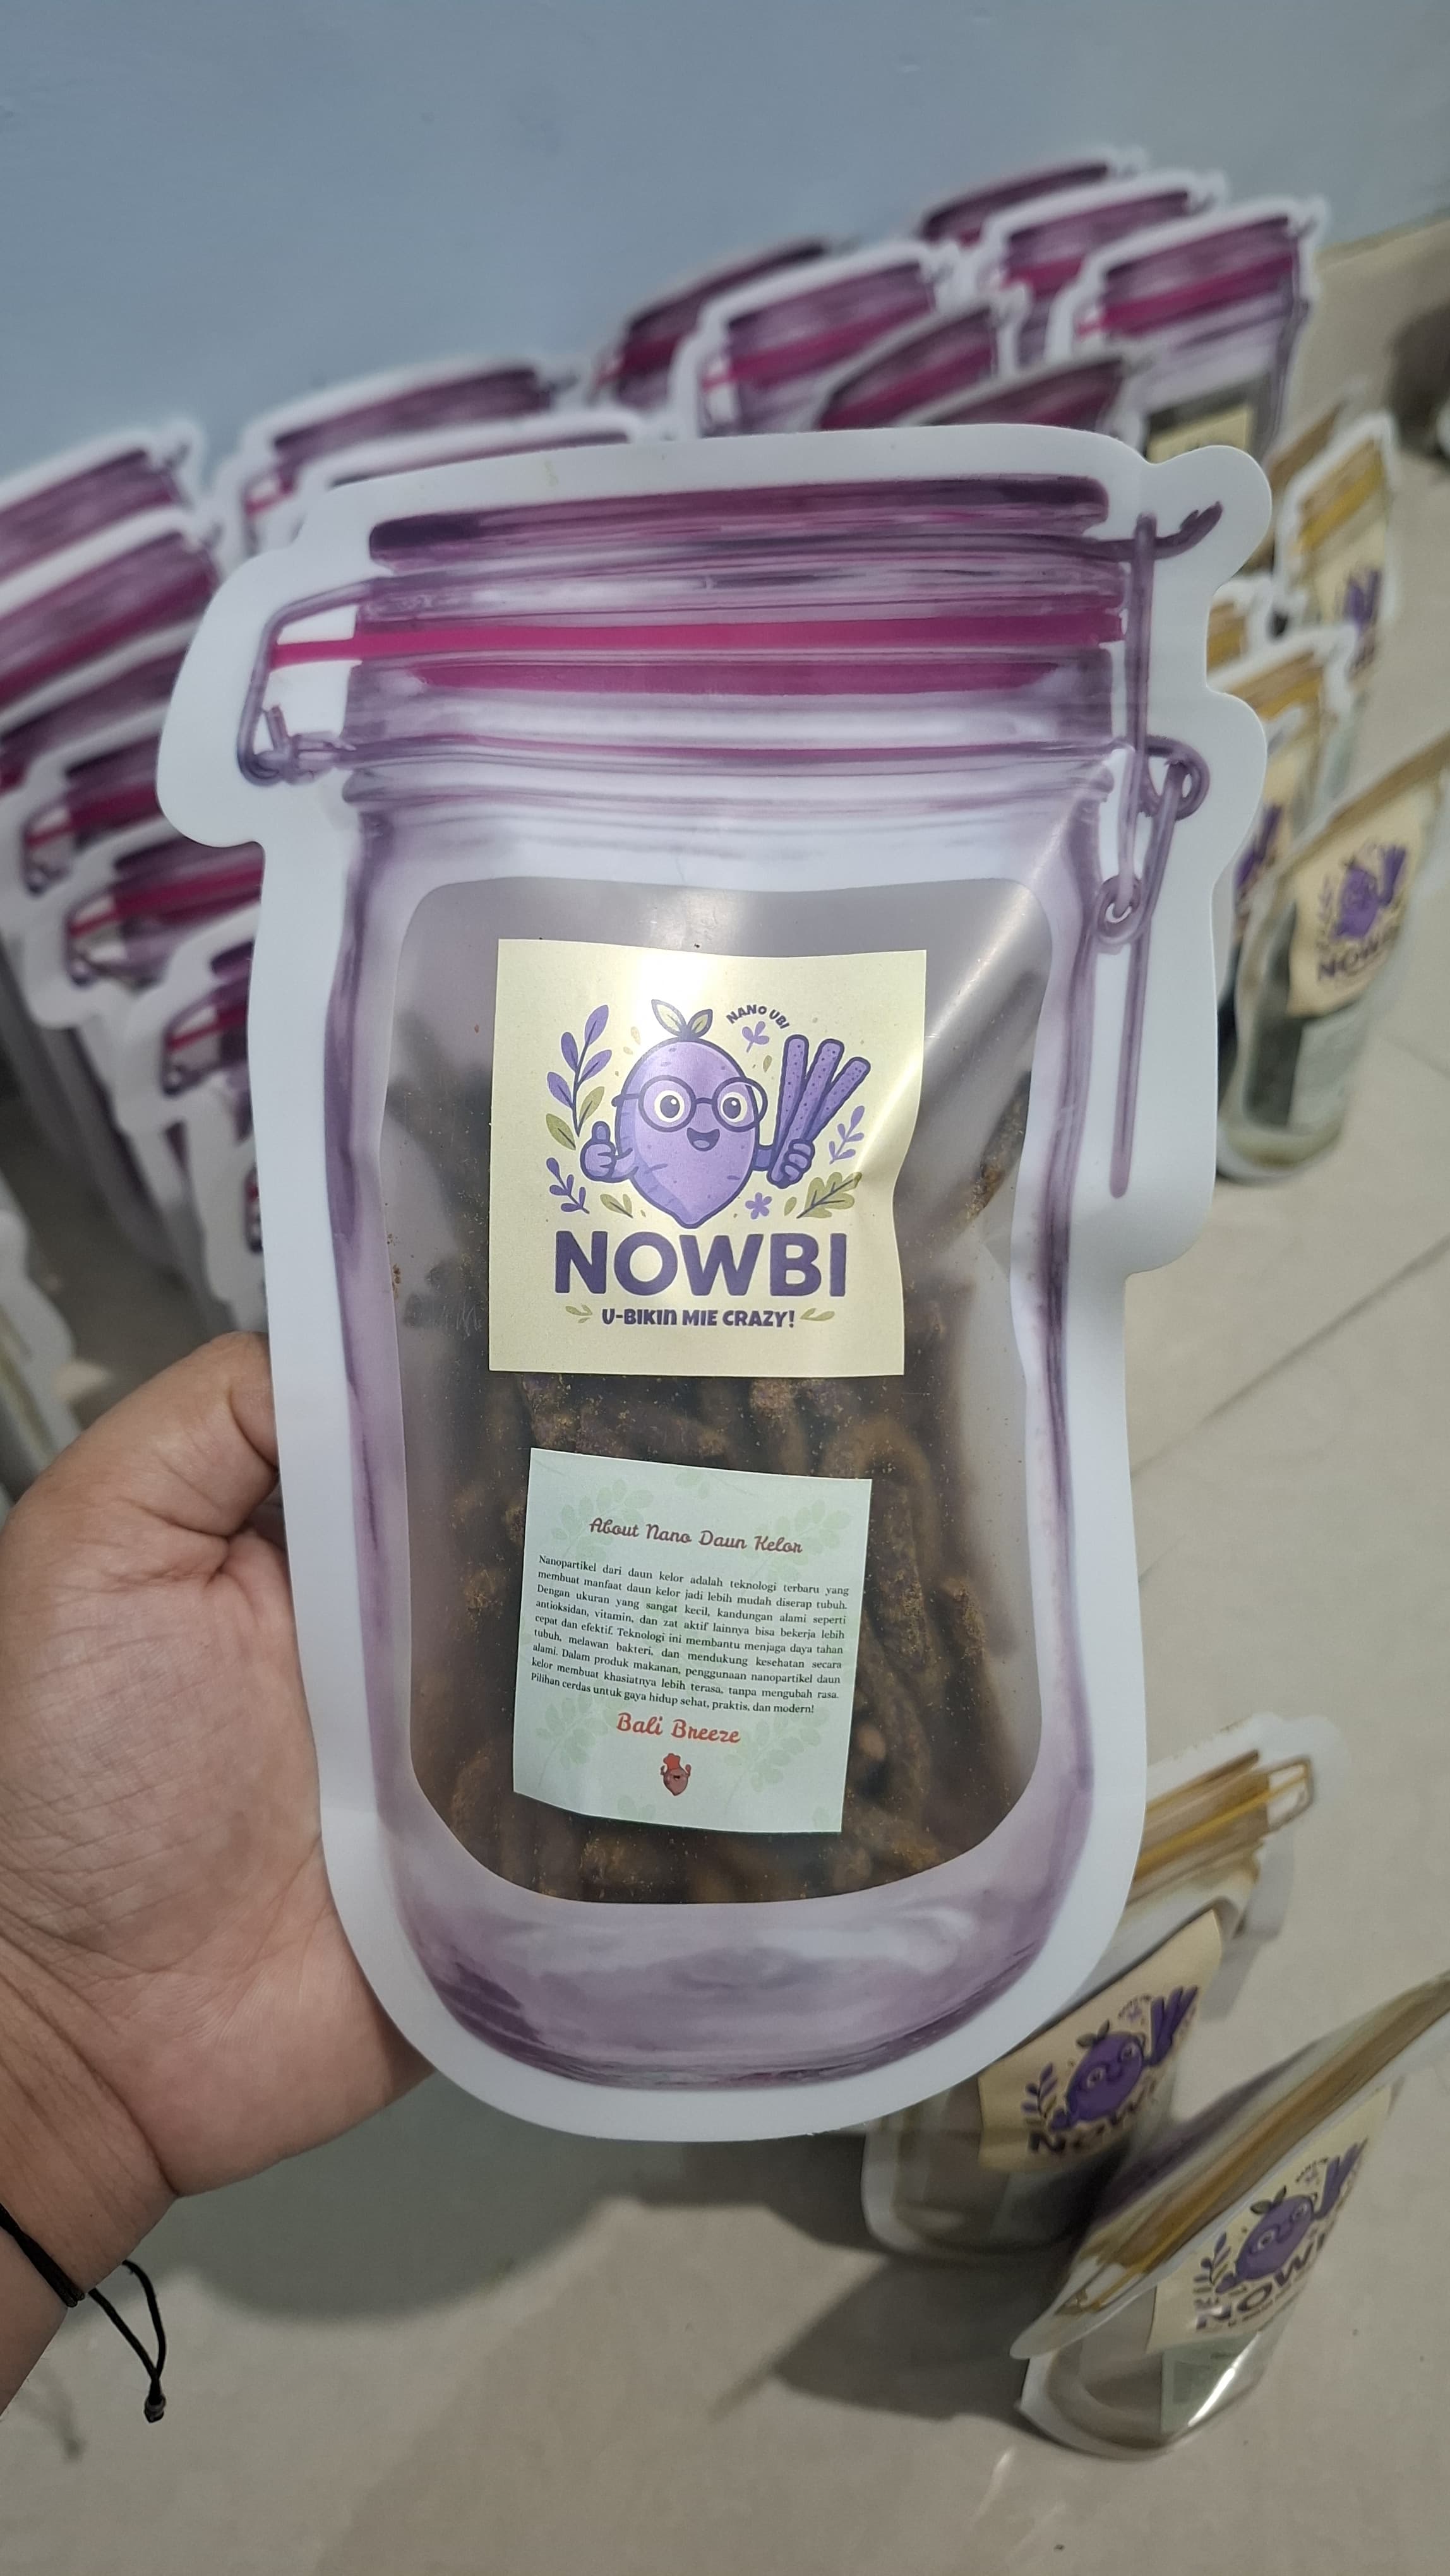 NANO UBI
NOWBI
U-BIKIN MIE CRAZY!
About Nano Daun Kelor
Nanopartikel dari daun kelor adalah teknologi terbaru yang
membuat manfaat daun kelor jadi lebih mudah diserap tubuh.
Dengan ukuran yang sangat kecil, kandungan alami seperti
antioksidan, vitamin, dan zat aktif lainnya bisa bekerja lebih
cepat dan efektif. Teknologi ini membantu menjaga daya tahan
tubuh, melawan bakteri, dan mendukung kesehatan secara
alami. Dalam produk makanan, penggunaan nanopartikel daun
kelor membuat khasiatnya lebih terasa, tanpa mengubah rasa.
Pilihan cerdas untuk gaya hidup sehat, praktis, dan modern!
Bali Breeze
NOWBI
NOWBI
NOWBI